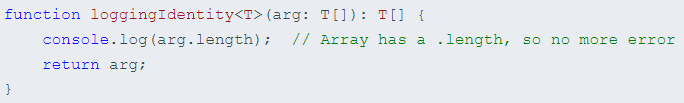 function loggingIdentity<T>(arg: T[]): T[] {
    console.log(arg.length);  // Array has a .length, so no more error
    return arg;
}